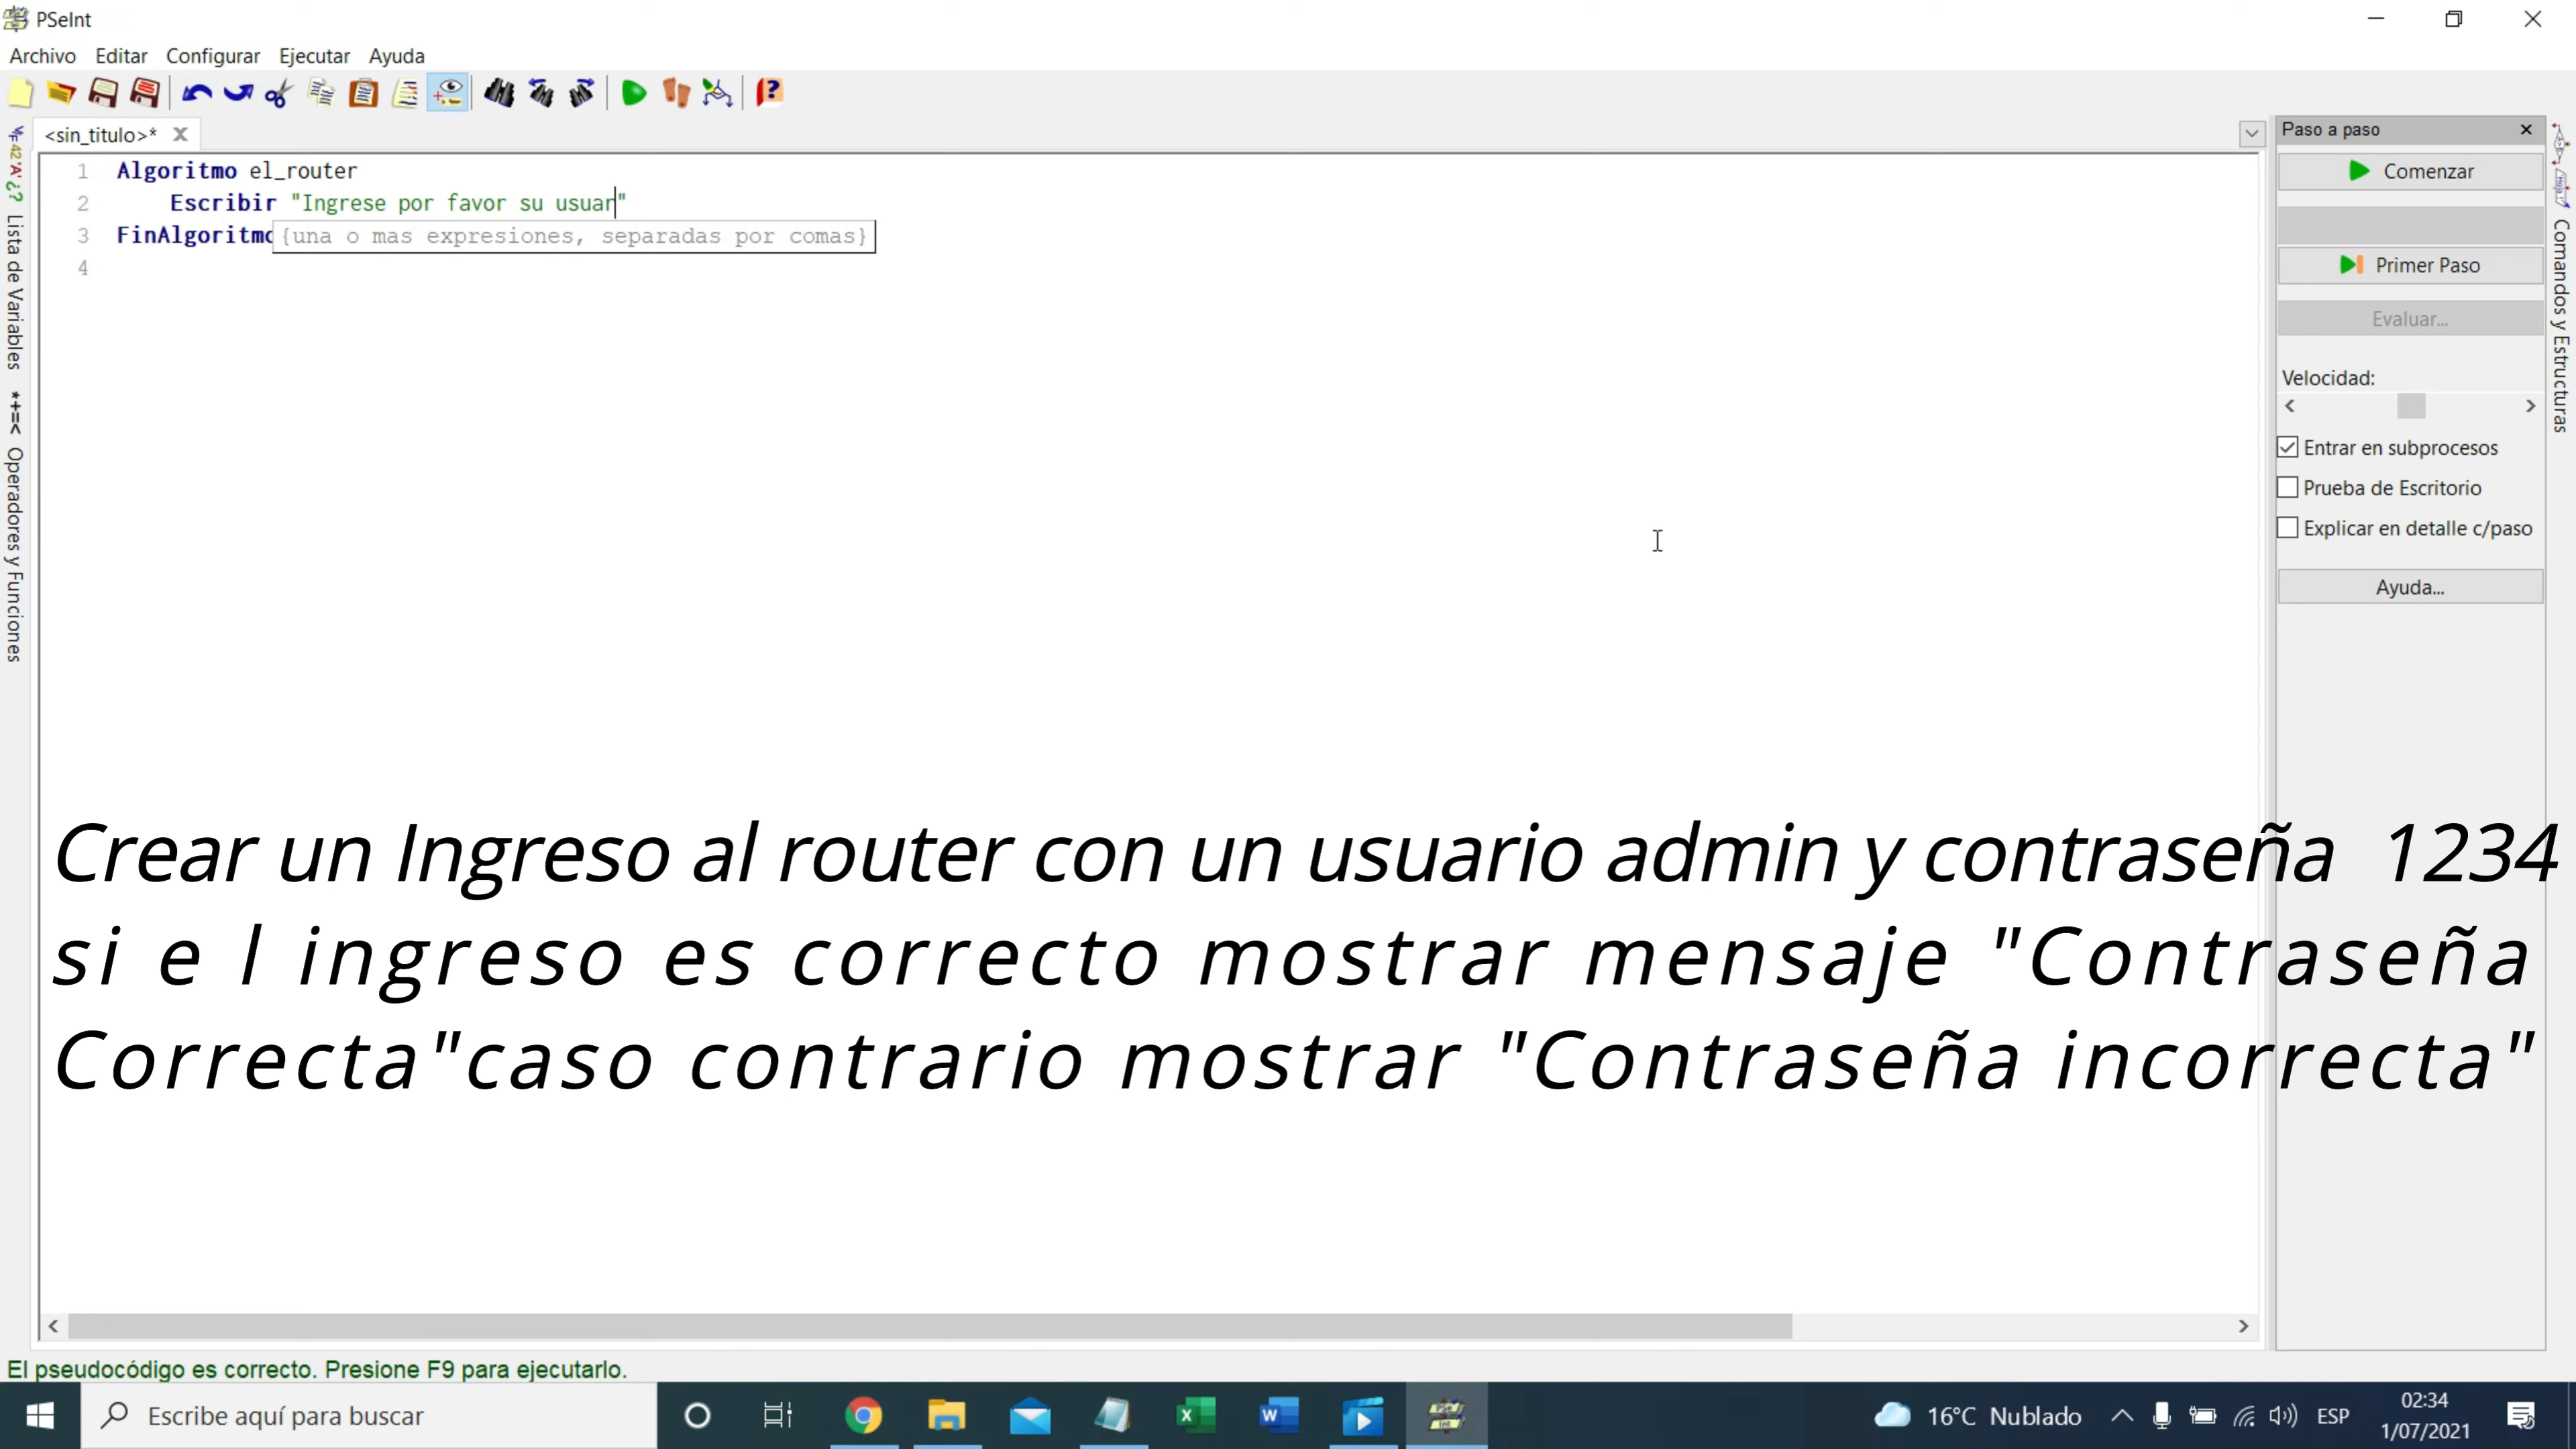 PSeInt
Archivo Editar Configurar Ejecutar Ayuda
<sin_titulo>*
1 Algoritmo el_router
2 Escribir "Ingrese por favor su usuar"
3 FinAlgoritmo
{una o mas expresiones, separadas por comas}
4
Lista de Variables
Operadores y Funciones
Paso a paso
Comenzar
Primer Paso
Evaluar...
Velocidad:
Entrar en subprocesos
Prueba de Escritorio
Explicar en detalle c/paso
Ayuda...
Comandos y Estructuras
Crear un Ingreso al router con un usuario admin y contraseña 1234
si e l ingreso es correcto mostrar mensaje "Contraseña
Correcta"caso contrario mostrar "Contraseña incorrecta"
El pseudocódigo es correcto. Presione F9 para ejecutarlo.
Escribe aquí para buscar
16°C Nublado
ESP
02:34
1/07/2021